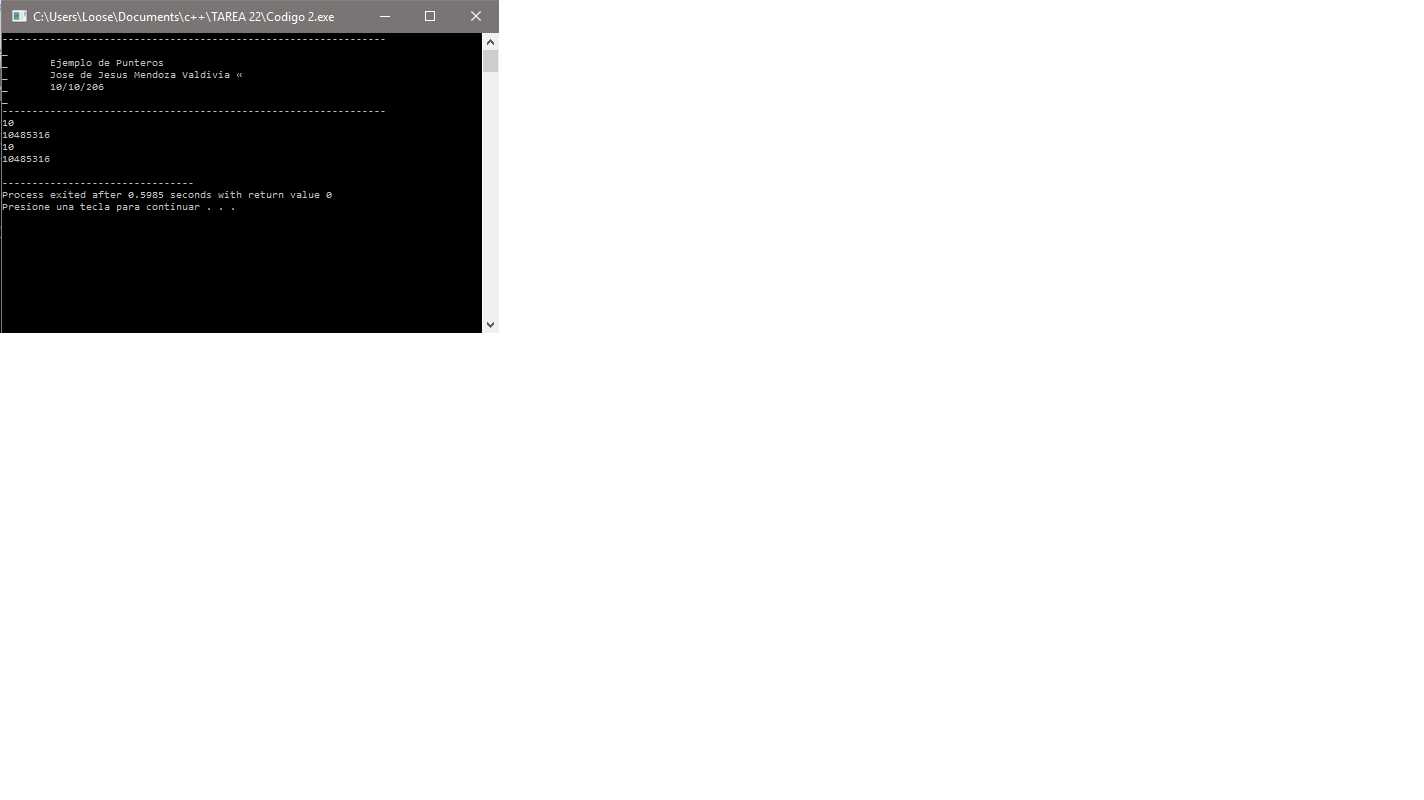 C:\Users\Loose\Documents\c++\TAREA 22\Codigo 2.exe
----------------------------------------------------------------
_
_ Ejemplo de Punteros
_ Jose de Jesus Mendoza Valdivia «
_ 10/10/206
_
----------------------------------------------------------------
10
10485316
10
10485316
--------------------------------
Process exited after 0.5985 seconds with return value 0
Presione una tecla para continuar . . .